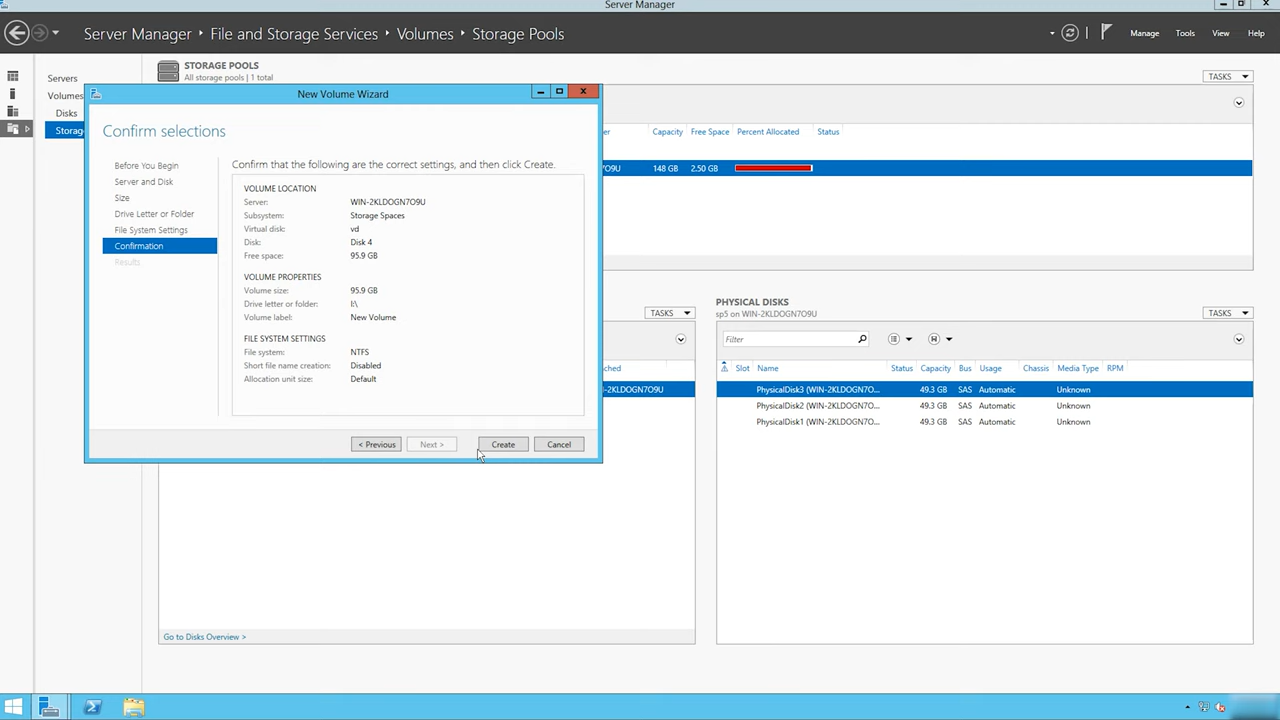 Server Manager
Server Manager › File and Storage Services › Volumes › Storage Pools
Manage Tools View Help
Servers
Volumes
Disks
Storag
STORAGE POOLS
All storage pools | 1 total
TASKS
er Capacity Free Space Percent Allocated Status
7O9U 148 GB 2.50 GB
New Volume Wizard
Confirm selections
Before You Begin
Server and Disk
Size
Drive Letter or Folder
File System Settings
Confirmation
Results
Confirm that the following are the correct settings, and then click Create.
VOLUME LOCATION
Server: WIN-2KLDOGN7O9U
Subsystem: Storage Spaces
Virtual disk: vd
Disk: Disk 4
Free space: 95.9 GB
VOLUME PROPERTIES
Volume size: 95.9 GB
Drive letter or folder: I:\
Volume label: New Volume
FILE SYSTEM SETTINGS
File system: NTFS
Short file name creation: Disabled
Allocation unit size: Default
< Previous Next > Create Cancel
TASKS
ched
-2KLDOGN7O9U
Go to Disks Overview >
PHYSICAL DISKS
sp5 on WIN-2KLDOGN7O9U
TASKS
Filter
Slot Name Status Capacity Bus Usage Chassis Media Type RPM
PhysicalDisk3 (WIN-2KLDOGN7O... 49.3 GB SAS Automatic Unknown
PhysicalDisk2 (WIN-2KLDOGN7O... 49.3 GB SAS Automatic Unknown
PhysicalDisk1 (WIN-2KLDOGN7O... 49.3 GB SAS Automatic Unknown